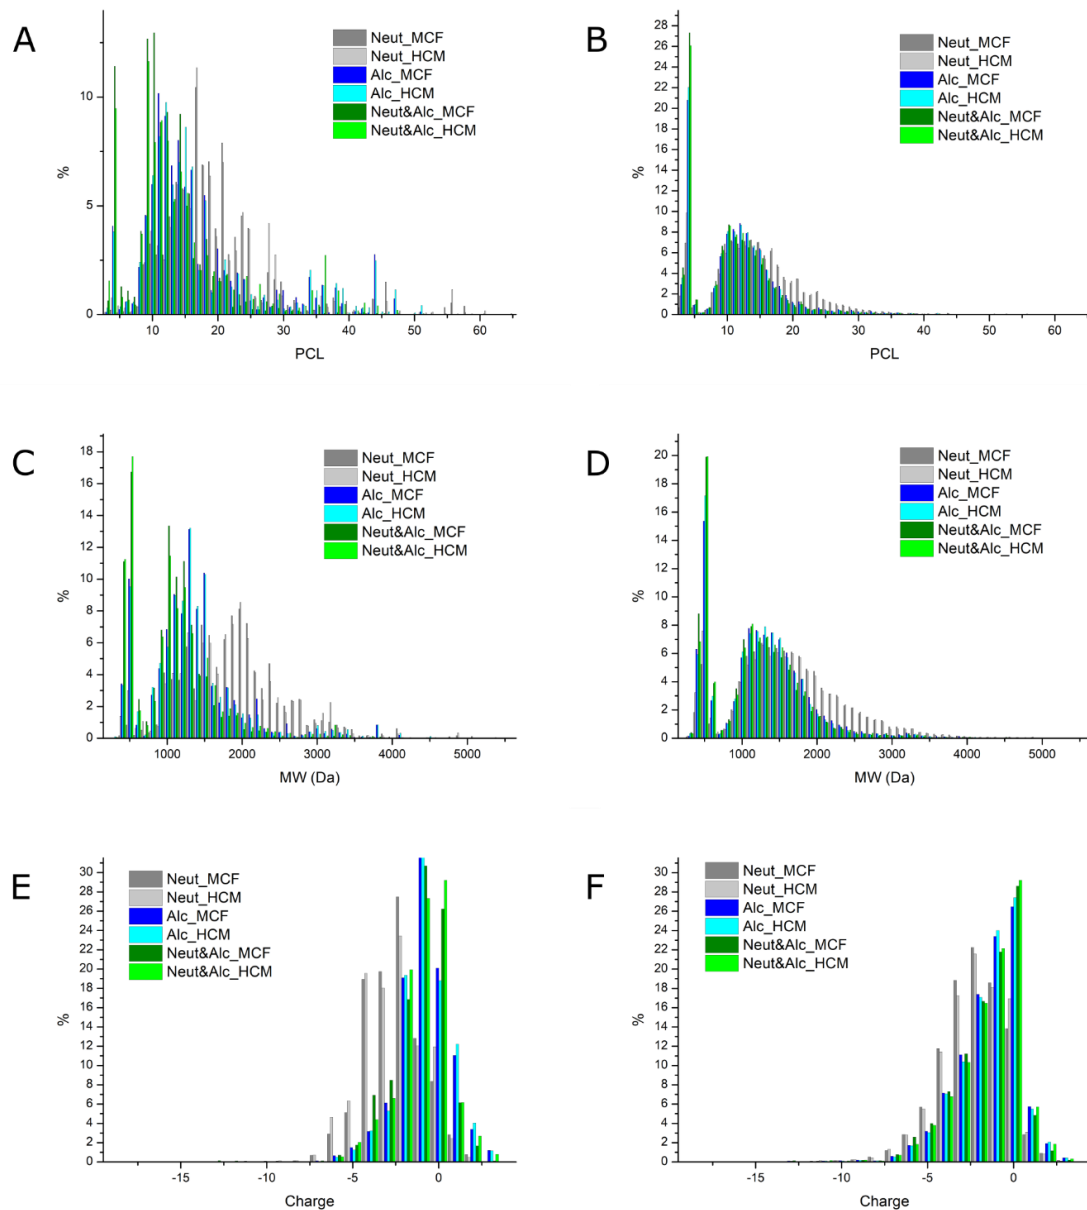 A
Neut_MCF
Neut_HCM
Alc_MCF
Alc_HCM
Neut&Alc_MCF
Neut&Alc_HCM
10
5
0
%
10 20 30 40 50 60
PCL
B
Neut_MCF
Neut_HCM
Alc_MCF
Alc_HCM
Neut&Alc_MCF
Neut&Alc_HCM
28
26
24
22
20
18
16
14
12
10
8
6
4
2
0
%
10 20 30 40 50 60
PCL
C
Neut_MCF
Neut_HCM
Alc_MCF
Alc_HCM
Neut&Alc_MCF
Neut&Alc_HCM
18
16
14
12
10
8
6
4
2
0
%
1000 2000 3000 4000 5000
MW (Da)
D
Neut_MCF
Neut_HCM
Alc_MCF
Alc_HCM
Neut&Alc_MCF
Neut&Alc_HCM
20
18
16
14
12
10
8
6
4
2
0
%
1000 2000 3000 4000 5000
MW (Da)
E
Neut_MCF
Neut_HCM
Alc_MCF
Alc_HCM
Neut&Alc_MCF
Neut&Alc_HCM
30
28
26
24
22
20
18
16
14
12
10
8
6
4
2
0
%
-15 -10 -5 0
Charge
F
Neut_MCF
Neut_HCM
Alc_MCF
Alc_HCM
Neut&Alc_MCF
Neut&Alc_HCM
30
28
26
24
22
20
18
16
14
12
10
8
6
4
2
0
%
-15 -10 -5 0
Charge